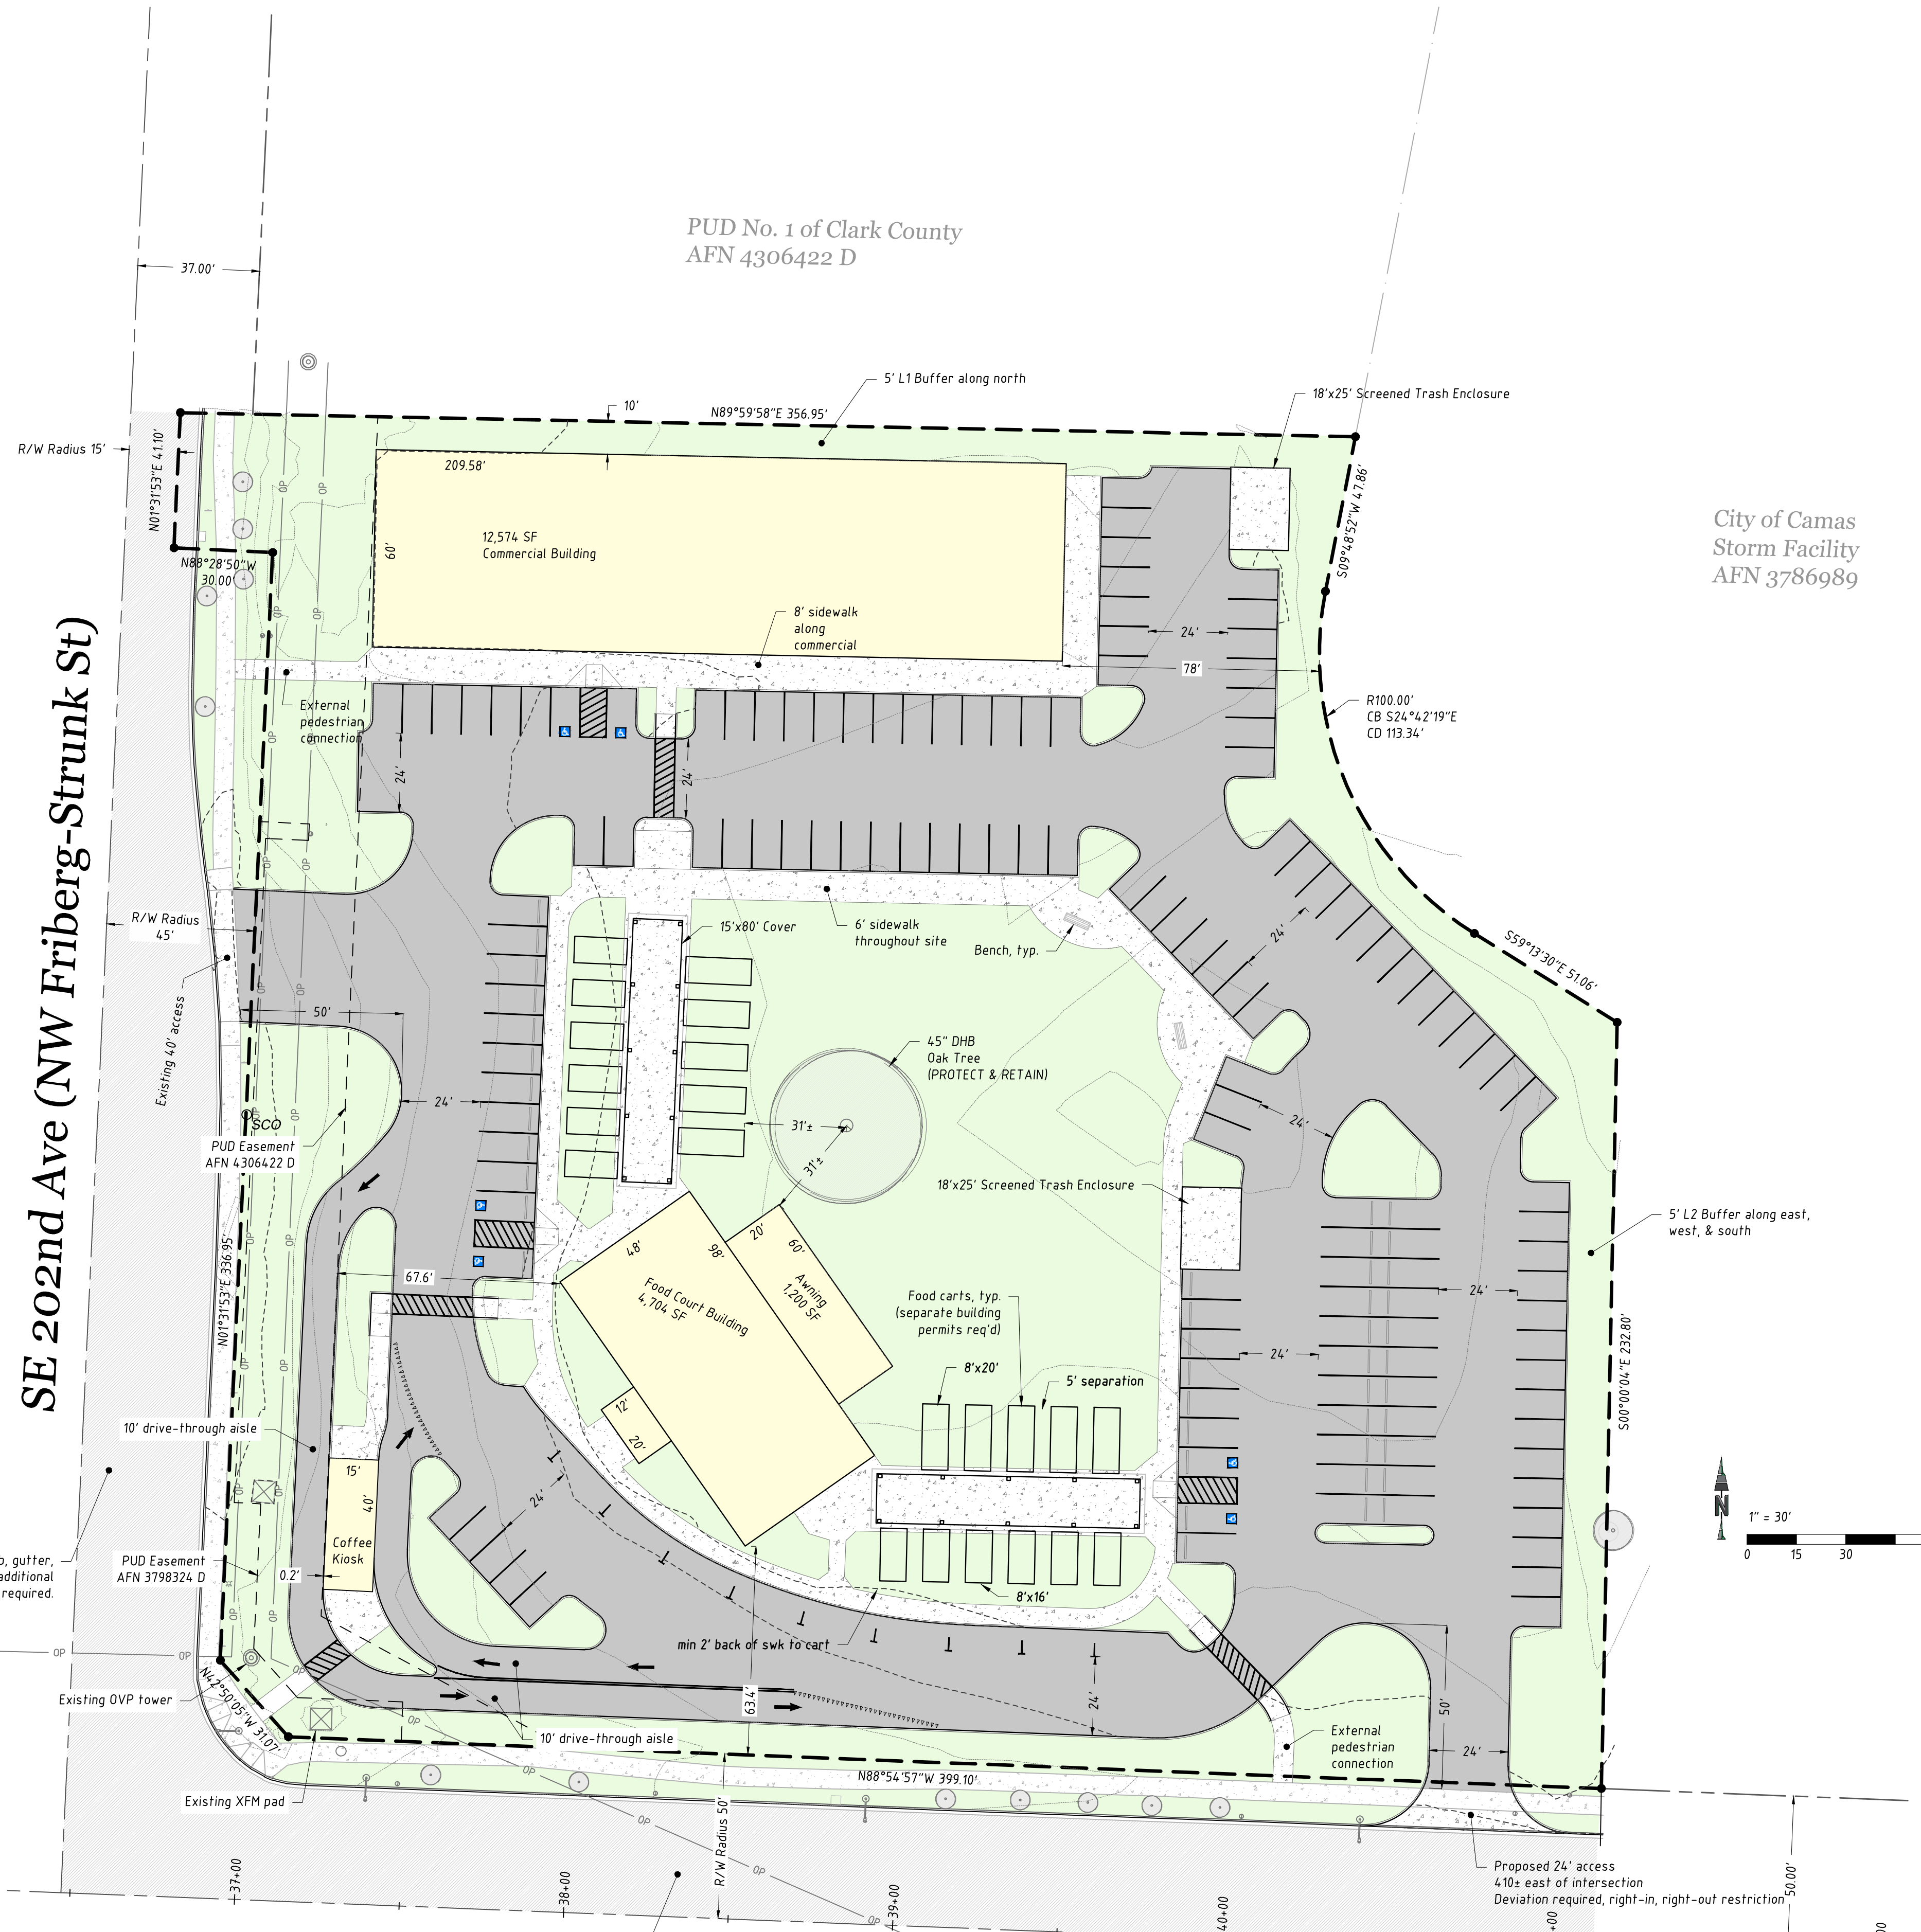 PUD No. 1 of Clark County
AFN 4306422 D
37.00'
5' L1 Buffer along north
10'
N89°59'58"E 356.95'
18'x25' Screened Trash Enclosure
R/W Radius 15'
N01°31'53"E 41.10'
209.58'
S09°48'52"W 47.86'
12,574 SF
Commercial Building
60'
City of Camas
Storm Facility
AFN 3786989
N88°28'50"W
30.00'
OP
OP
8' sidewalk
along
commercial
24'
78'
External
pedestrian
connection
R100.00'
CB S24°42'19"E
CD 113.34'
24'
24'
SE 202nd Ave (NW Friberg-Strunk St)
R/W Radius
45'
15'x80' Cover
6' sidewalk
throughout site
Bench, typ.
24'
S59°13'30"E 51.06'
Existing 40' access
50'
45" DHB
Oak Tree
(PROTECT & RETAIN)
24'
SCO
31'±
31'±
24'
PUD Easement
AFN 4306422 D
18'x25' Screened Trash Enclosure
5' L2 Buffer along east,
west, & south
N01°31'53"E 336.95'
67.6'
48'
98'
20'
60'
Food Court Building
4,704 SF
Awning
1,200 SF
Food carts, typ.
(separate building
permits req'd)
24'
24'
S00°00'04"E 232.80'
8'x20'
5' separation
12'
20'
10' drive-through aisle
15'
40'
24'
Coffee
Kiosk
0.2'
o, gutter,
additional
required.
PUD Easement
AFN 3798324 D
N
1" = 30'
0 15 30
8'x16'
min 2' back of swk to cart
N42°50'05"W 31.07'
Existing OVP tower
63.4'
24'
50'
24'
10' drive-through aisle
External
pedestrian
connection
N88°54'57"W 399.10'
Existing XFM pad
R/W Radius 50'
OP
OP
OP
Proposed 24' access
410± east of intersection
Deviation required, right-in, right-out restriction
50.00'
37+00
38+00
39+00
40+00